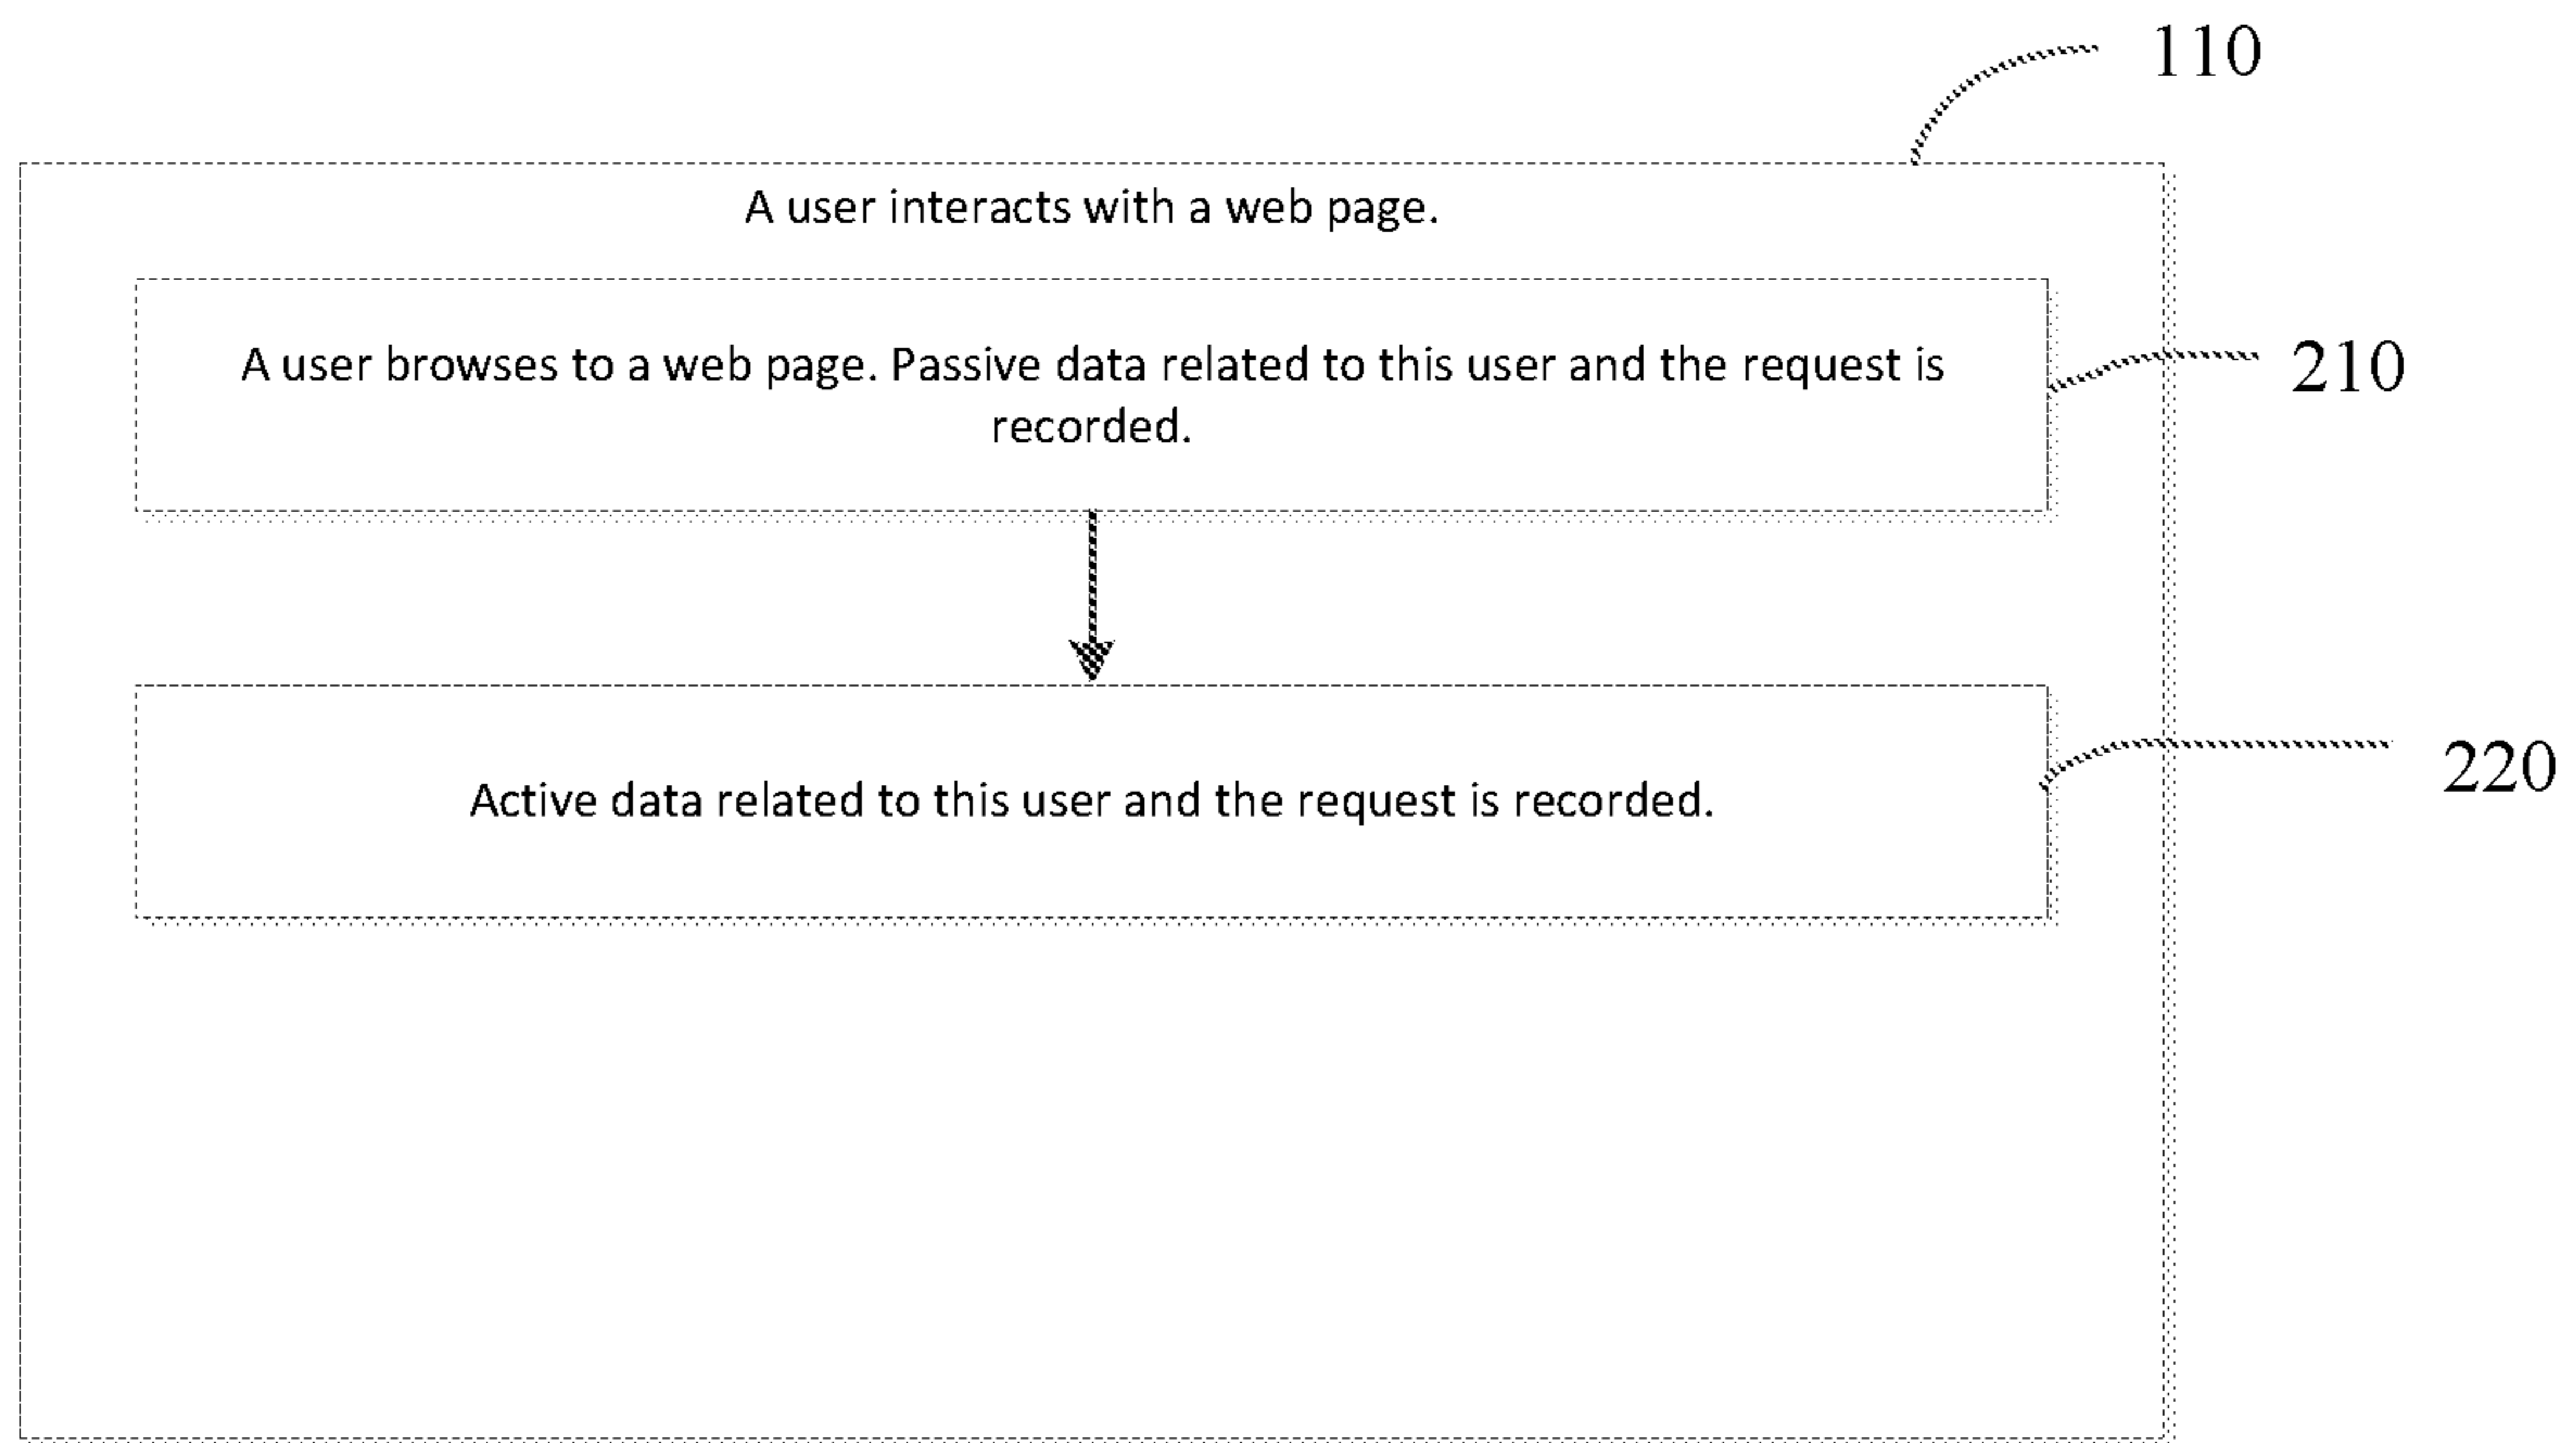 110
A user interacts with a web page.
A user browses to a web page. Passive data related to this user and the request is
recorded.
210
Active data related to this user and the request is recorded.
220